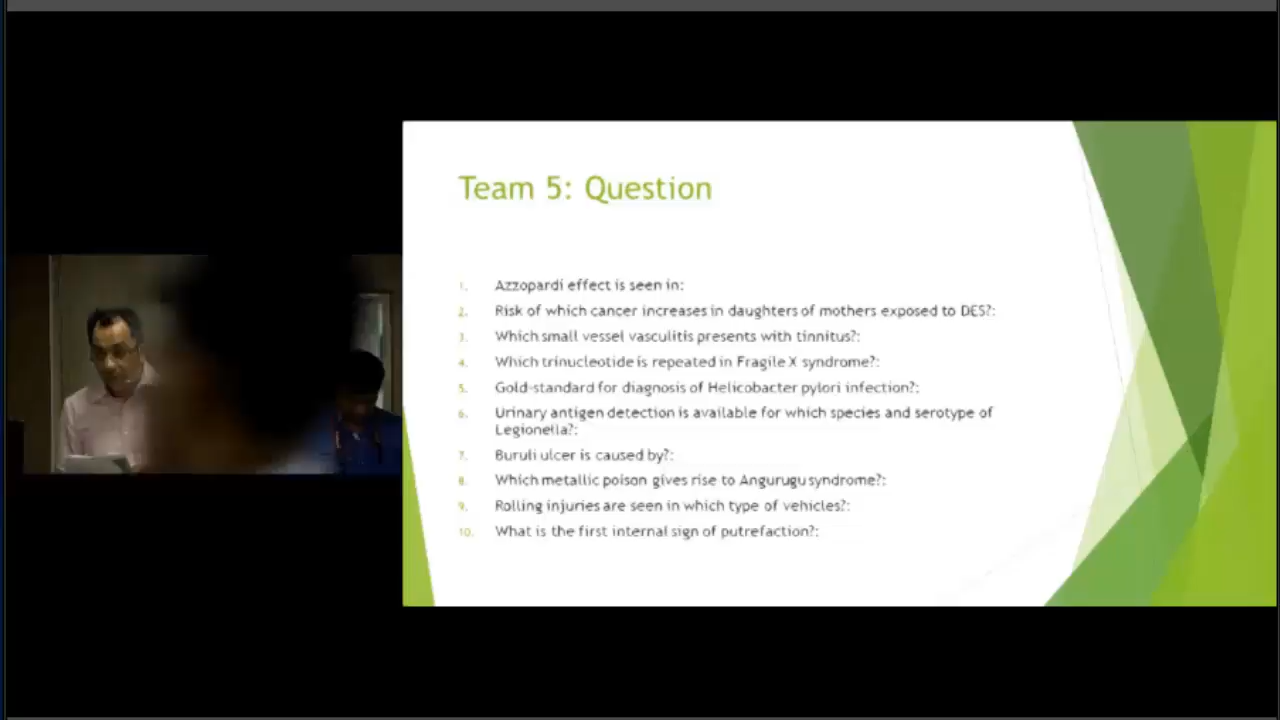 Team 5: Question
1. Azzopardi effect is seen in:
2. Risk of which cancer increases in daughters of mothers exposed to DES?:
3. Which small vessel vasculitis presents with tinnitus?:
4. Which trinucleotide is repeated in Fragile X syndrome?:
5. Gold-standard for diagnosis of Helicobacter pylori infection?:
6. Urinary antigen detection is available for which species and serotype of
Legionella?:
7. Buruli ulcer is caused by?:
8. Which metallic poison gives rise to Angurugu syndrome?:
9. Rolling injuries are seen in which type of vehicles?:
10. What is the first internal sign of putrefaction?: